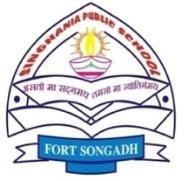 SINGHANIA PUBLIC SCHOOL
असतो मा सद्गमय तमसो मा ज्योतिर्गमय
FORT SONGADH